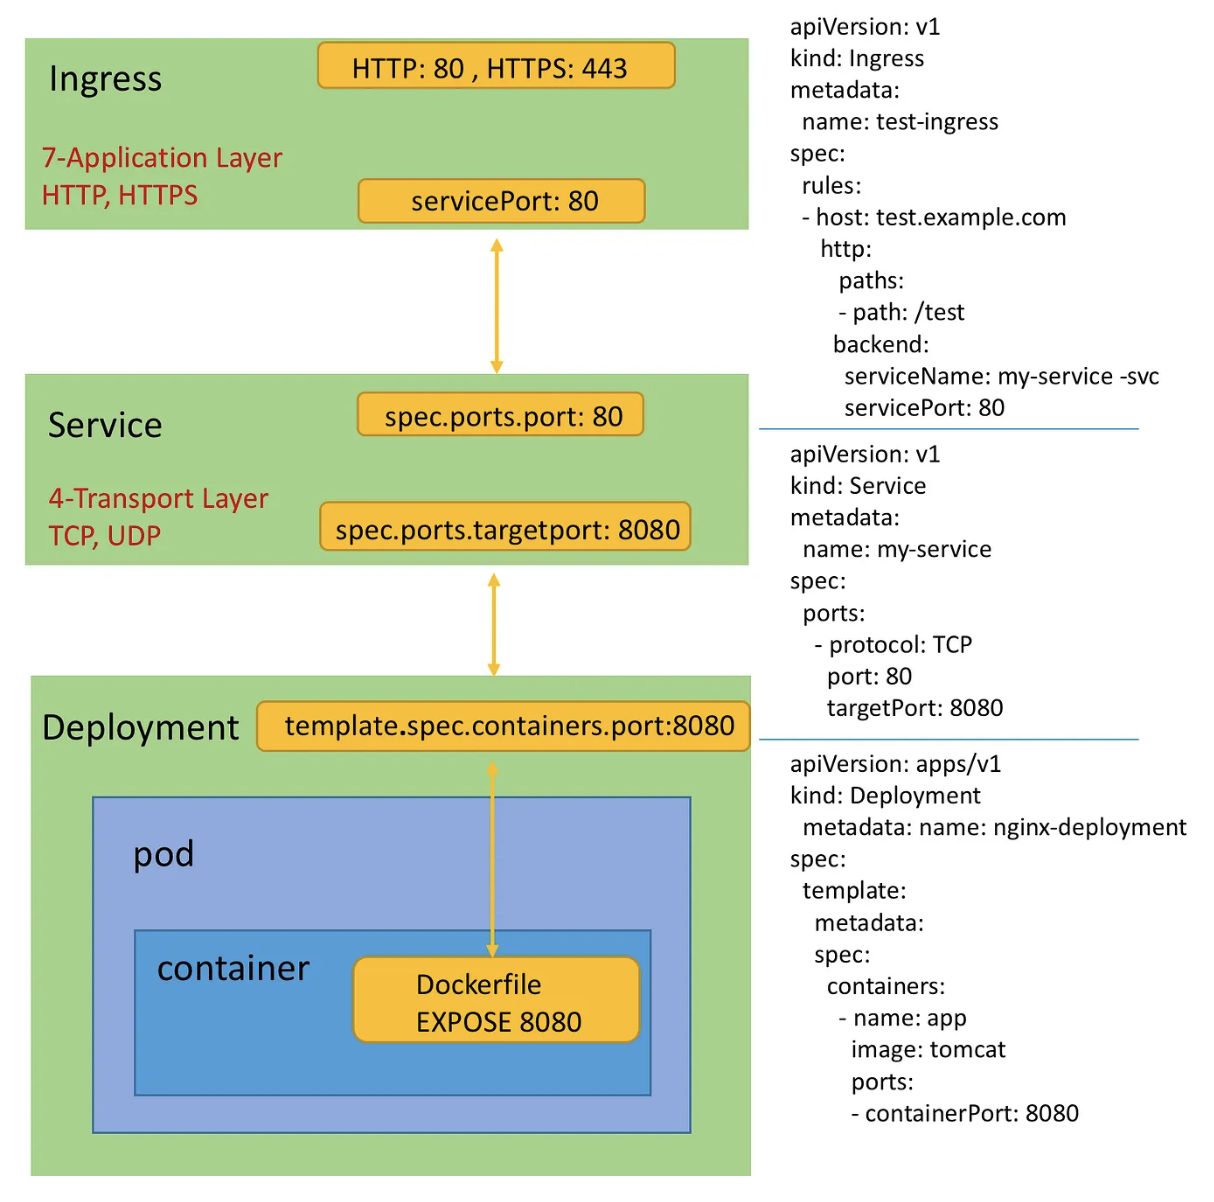 Ingress
HTTP: 80 , HTTPS: 443
7-Application Layer
HTTP, HTTPS
servicePort: 80
Service
spec.ports.port: 80
4-Transport Layer
TCP, UDP
spec.ports.targetport: 8080
Deployment
template.spec.containers.port:8080
pod
container
Dockerfile
EXPOSE 8080
apiVersion: v1
kind: Ingress
metadata:
name: test-ingress
spec:
rules:
- host: test.example.com
http:
paths:
- path: /test
backend:
serviceName: my-service -svc
servicePort: 80
apiVersion: v1
kind: Service
metadata:
name: my-service
spec:
ports:
- protocol: TCP
port: 80
targetPort: 8080
apiVersion: apps/v1
kind: Deployment
metadata: name: nginx-deployment
spec:
template:
metadata:
spec:
containers:
- name: app
image: tomcat
ports:
- containerPort: 8080